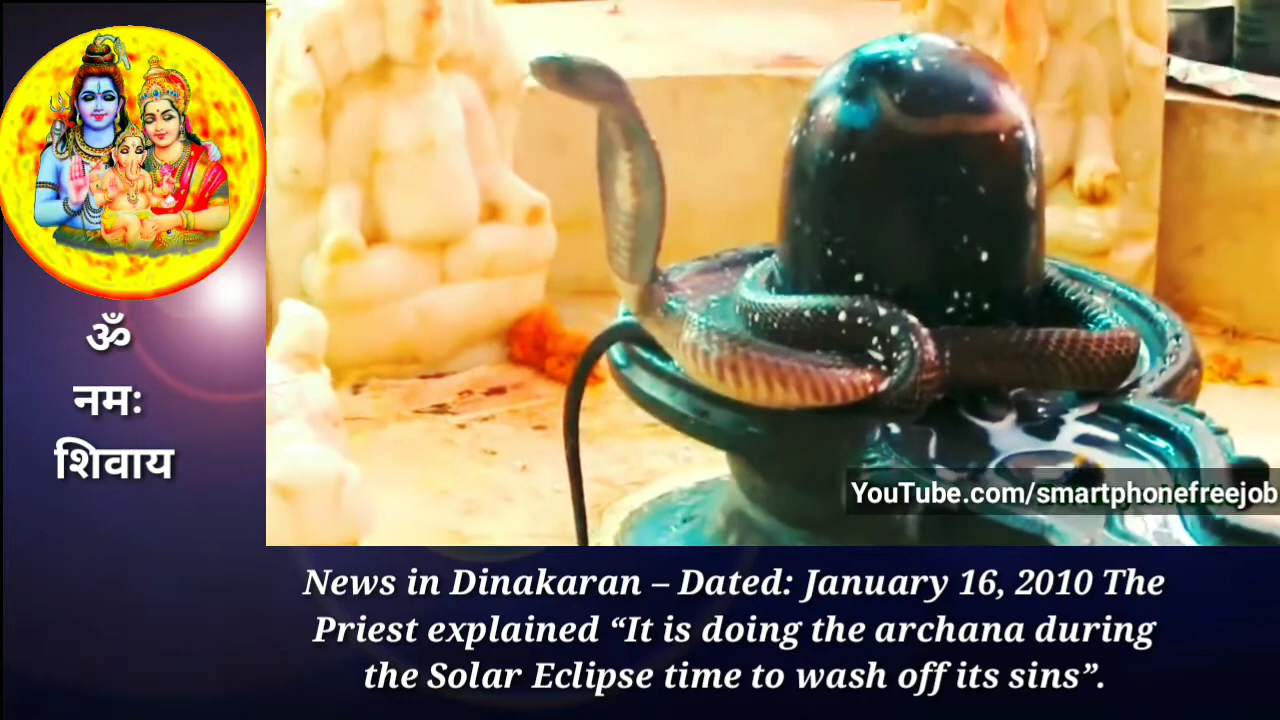 ॐ
नमः
शिवाय
YouTube.com/smartphonefreejob
News in Dinakaran – Dated: January 16, 2010 The
Priest explained “It is doing the archana during
the Solar Eclipse time to wash off its sins”.